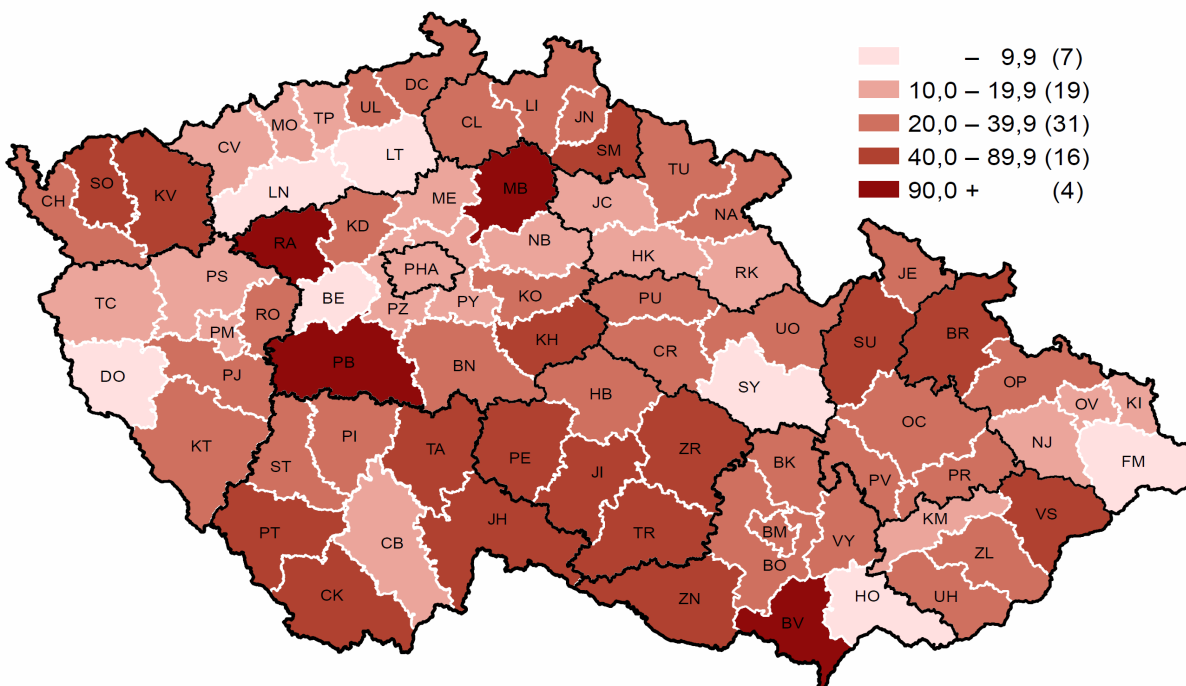 – 9,9 (7)
10,0 – 19,9 (19)
20,0 – 39,9 (31)
40,0 – 89,9 (16)
90,0 + (4)
DC
UL
LI
TP
MO
CL
JN
CV
LT
SM
TU
SO
KV
LN
MB
CH
ME
JC
NA
KD
RA
NB
HK
PHA
RK
PS
JE
TC
BE
KO
PU
PZ
PY
RO
UO
PM
BR
KH
SU
CR
PB
BN
DO
PJ
OP
SY
HB
OV
KI
OC
PI
KT
NJ
TA
ZR
PE
FM
ST
BK
JI
PV
PR
VS
JH
KM
PT
TR
BM
CB
VY
ZL
BO
CK
ZN
HO
UH
BV